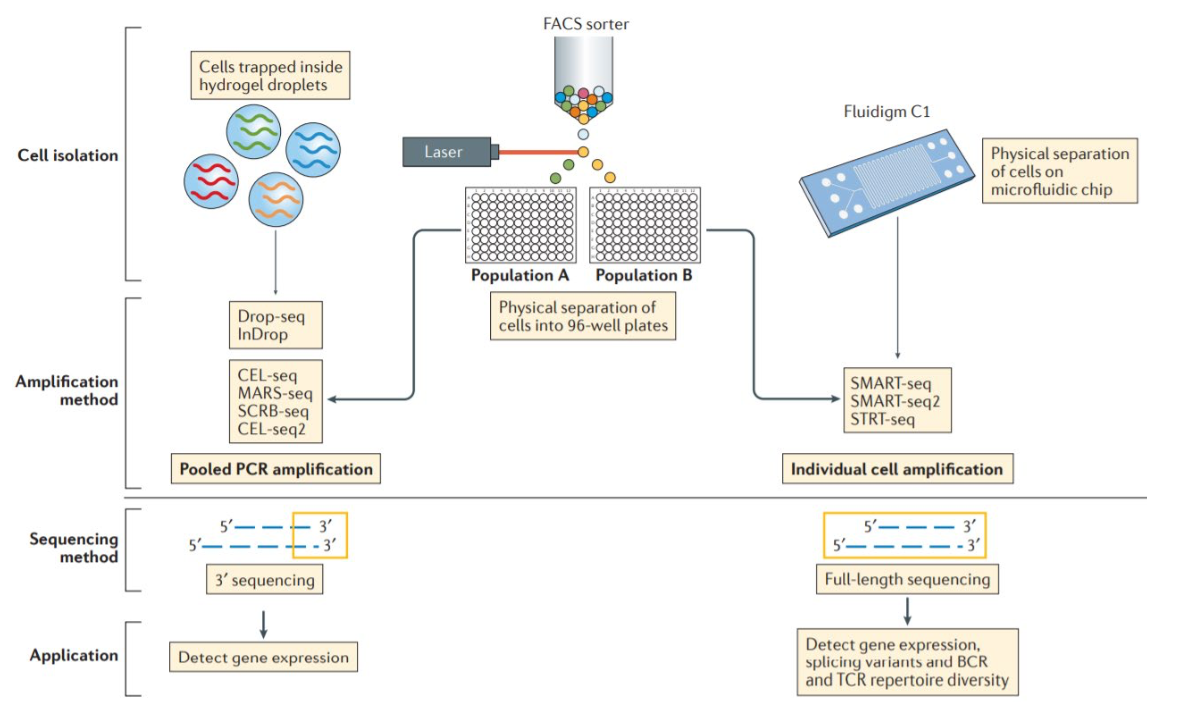 FACS sorter
Cells trapped inside
hydrogel droplets
Fluidigm C1
Cell isolation
Laser
Physical separation
of cells on
microfluidic chip
Population A
Population B
Physical separation of
cells into 96-well plates
Drop-seq
InDrop
Amplification
method
CEL-seq
MARS-seq
SCRB-seq
CEL-seq2
SMART-seq
SMART-seq2
STRT-seq
Pooled PCR amplification
Individual cell amplification
Sequencing
method
5′ 3′
5′ 3′
5′ 3′
5′ 3′
3′ sequencing
Full-length sequencing
Application
Detect gene expression
Detect gene expression,
splicing variants and BCR
and TCR repertoire diversity